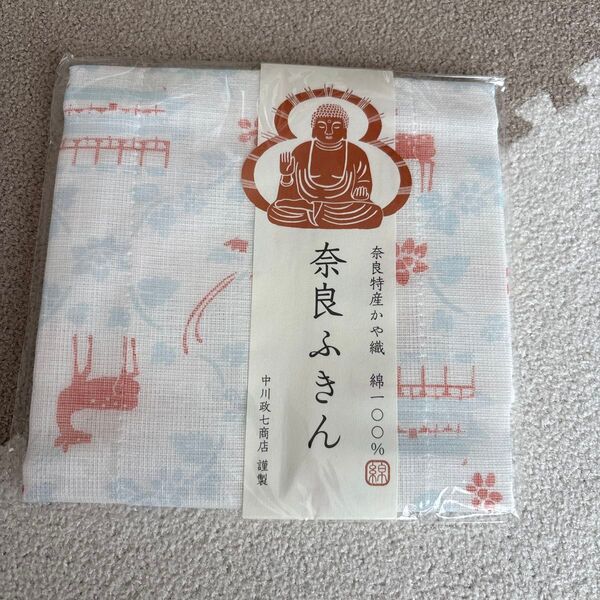 奈良特産かや織 綿一〇〇%
綿
奈良ふきん
中川政七商店 謹製